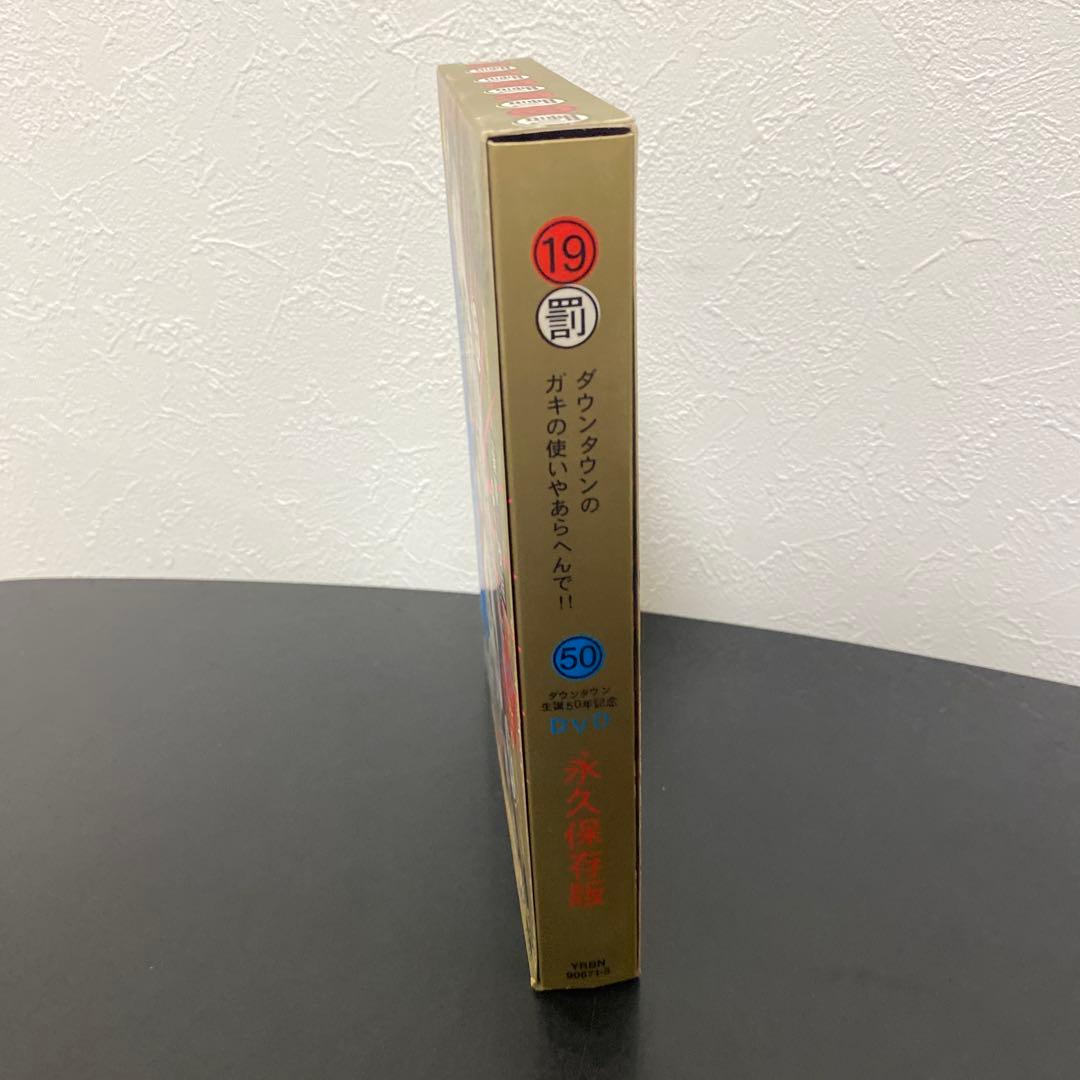 19
罰
ダウンタウンの
ガキの使いやあらへんで!!
50
ダウンタウン
生誕50年記念
DVD
永久保存版
YRBN